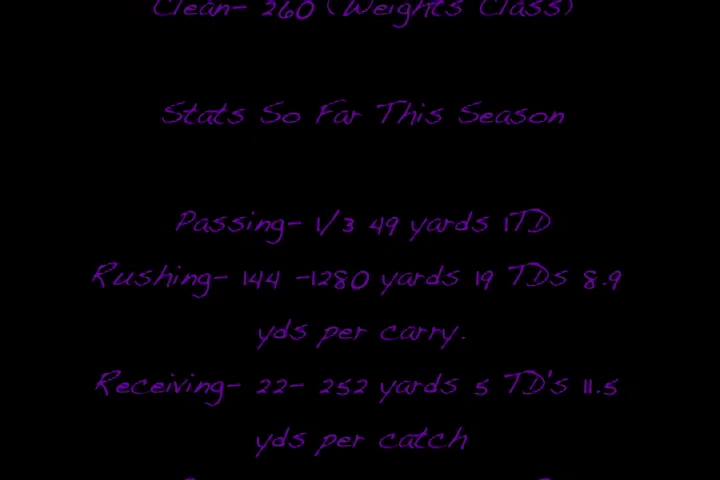 Clean- 260 (Weights Class)
Stats So Far This Season
Passing- 1/3 49 yards 1TD
Rushing- 144 -1280 yards 19 TDs 8.9
yds per carry.
Receiving- 22- 252 yards 5 TD's 11.5
yds per catch